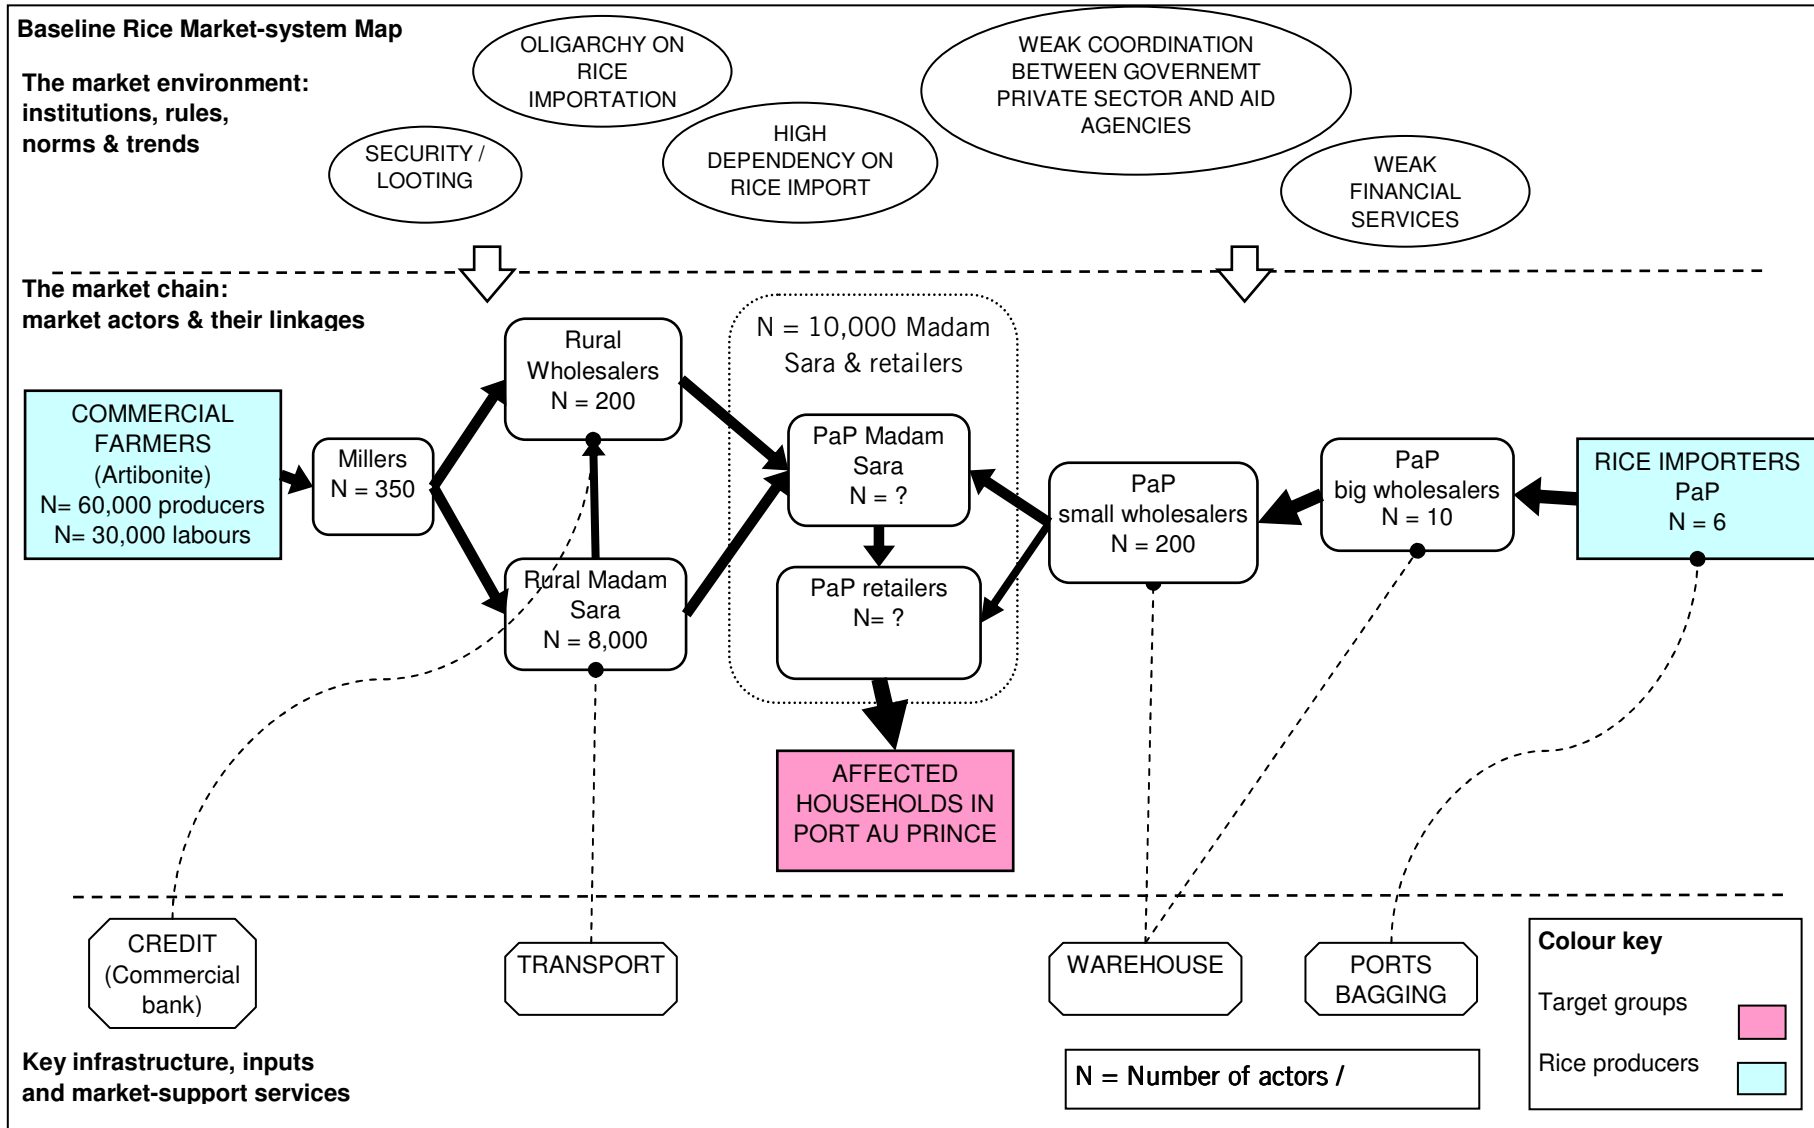 Baseline Rice Market-system Map
The market environment:
institutions, rules,
norms & trends
OLIGARCHY ON
RICE
IMPORTATION
WEAK COORDINATION
BETWEEN GOVERNEMT
PRIVATE SECTOR AND AID
AGENCIES
SECURITY /
LOOTING
HIGH
DEPENDENCY ON
RICE IMPORT
WEAK
FINANCIAL
SERVICES
The market chain:
market actors & their linkages
COMMERCIAL
FARMERS
(Artibonite)
N= 60,000 producers
N= 30,000 labours
Millers
N = 350
Rural
Wholesalers
N = 200
Rural Madam
Sara
N = 8,000
N = 10,000 Madam
Sara & retailers
PaP Madam
Sara
N = ?
PaP retailers
N= ?
PaP
small wholesalers
N = 200
PaP
big wholesalers
N = 10
RICE IMPORTERS
PaP
N = 6
AFFECTED
HOUSEHOLDS IN
PORT AU PRINCE
CREDIT
(Commercial
bank)
TRANSPORT
WAREHOUSE
PORTS
BAGGING
Key infrastructure, inputs
and market-support services
N = Number of actors /
Colour key
Target groups
Rice producers